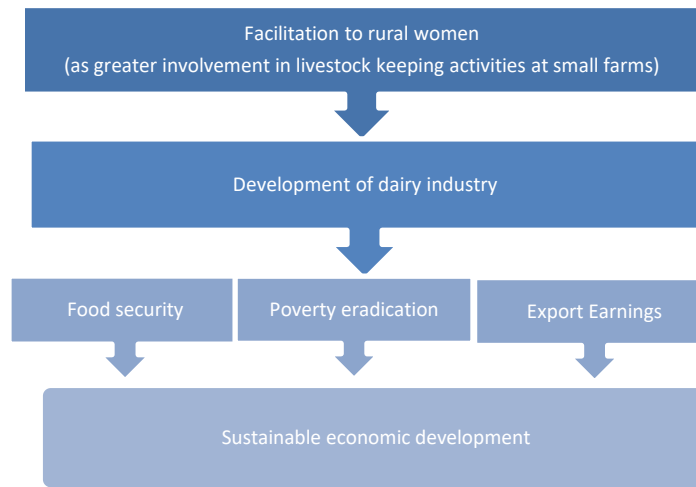 Facilitation to rural women
(as greater involvement in livestock keeping activities at small farms)
Development of dairy industry
Food security
Poverty eradication
Export Earnings
Sustainable economic development